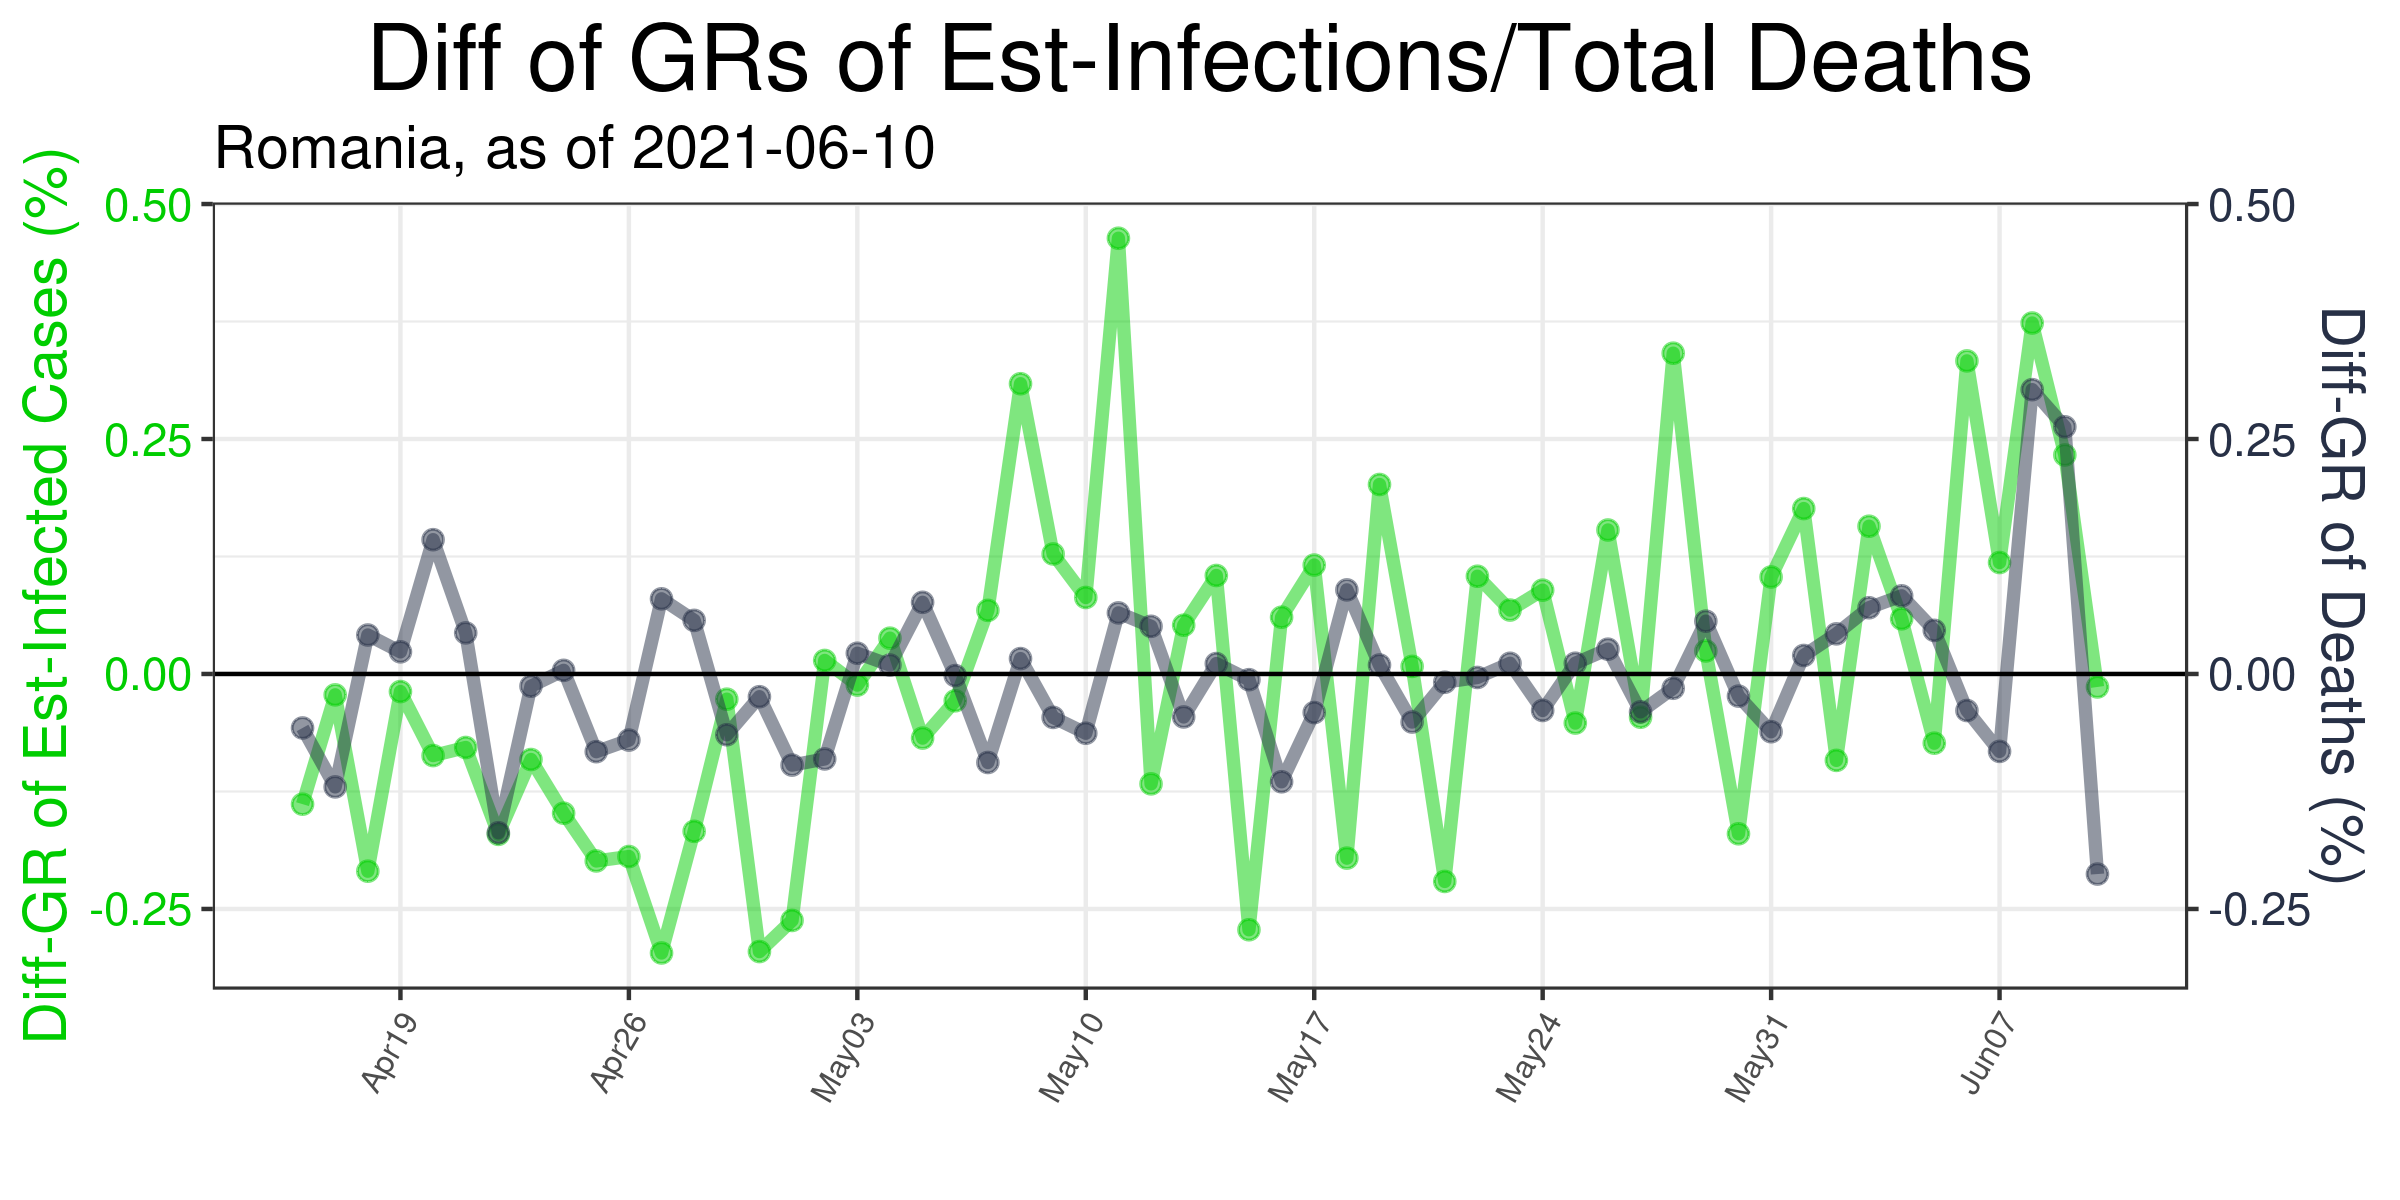 Diff of GRs of Est-Infections/Total Deaths
Romania, as of 2021-06-10
Diff-GR of Est-Infected Cases (%)
0.50
0.25
0.00
-0.25
0.50
0.25
0.00
-0.25
Diff-GR of Deaths (%)
Apr19
Apr26
May03
May10
May17
May24
May31
Jun07